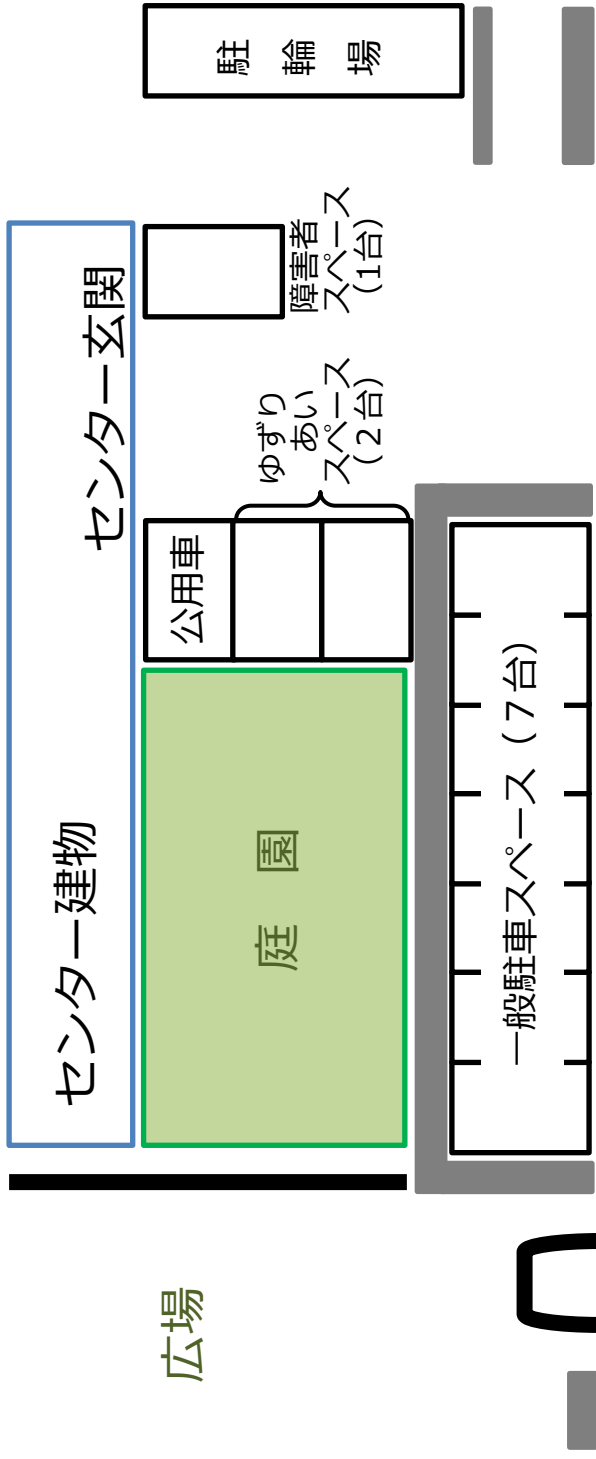 センター建物
センター玄関
駐輪場
障害者
スペース
(1台)
ゆずり
あい
スペース
(２台)
公用車
庭園
一般駐車スペース（７台）
広場